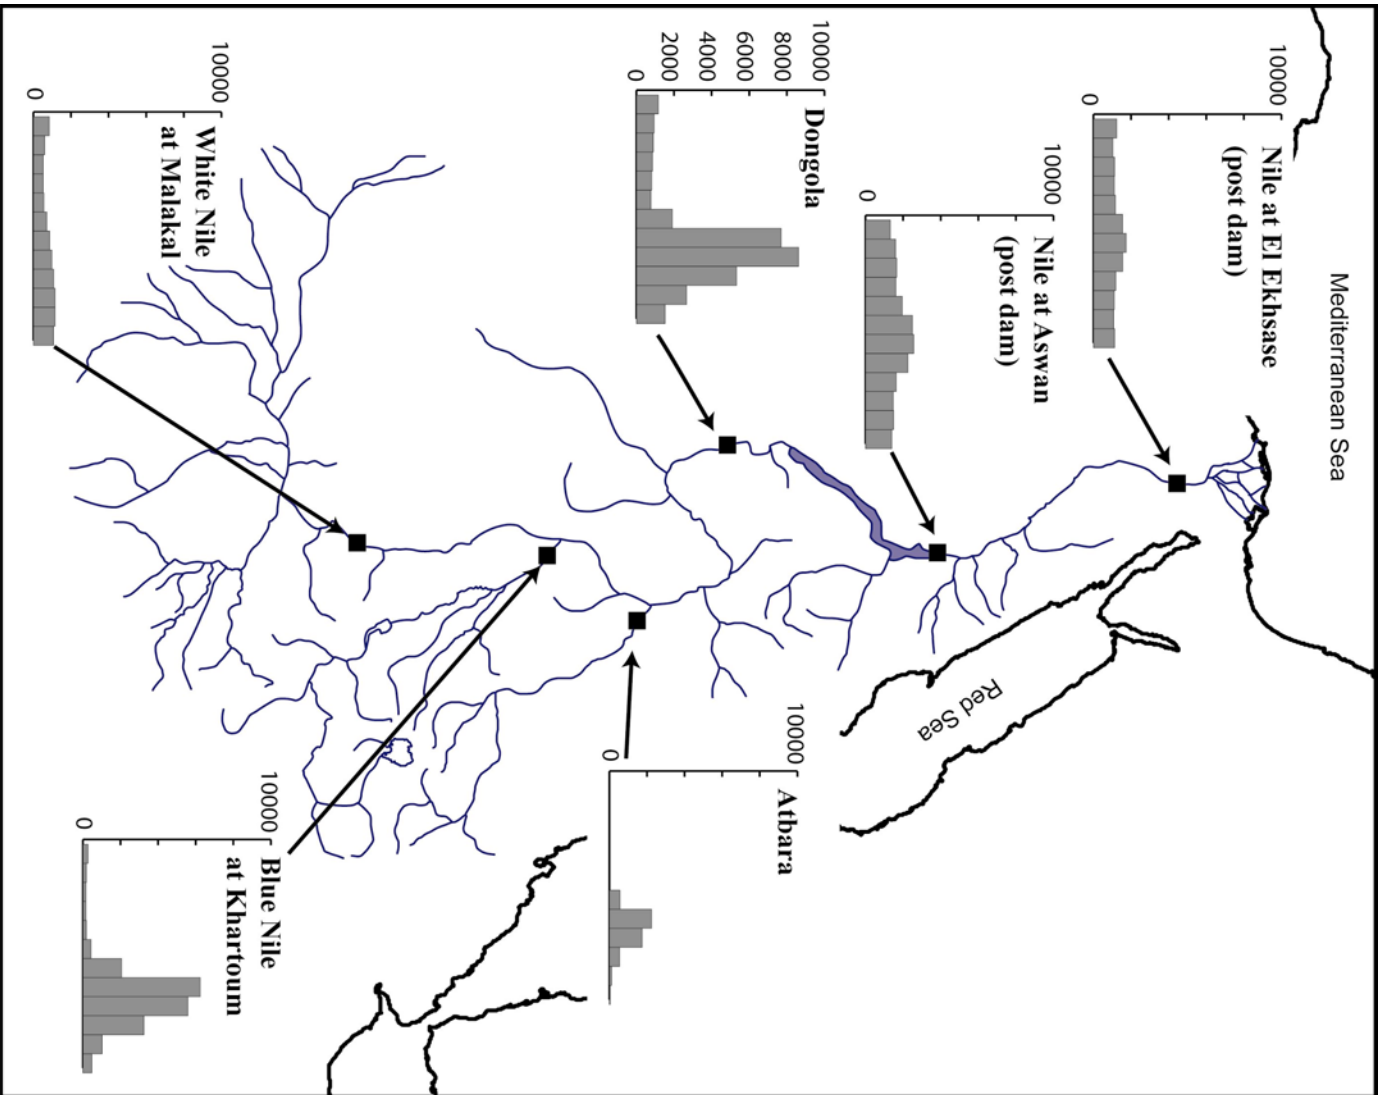 Mediterranean Sea
10000
0
Nile at El Ekhsase
(post dam)
10000
0
Nile at Aswan
(post dam)
10000
8000
6000
4000
2000
0
Dongola
Red Sea
10000
0
Atbara
10000
0
White Nile
at Malakal
10000
0
Blue Nile
at Khartoum